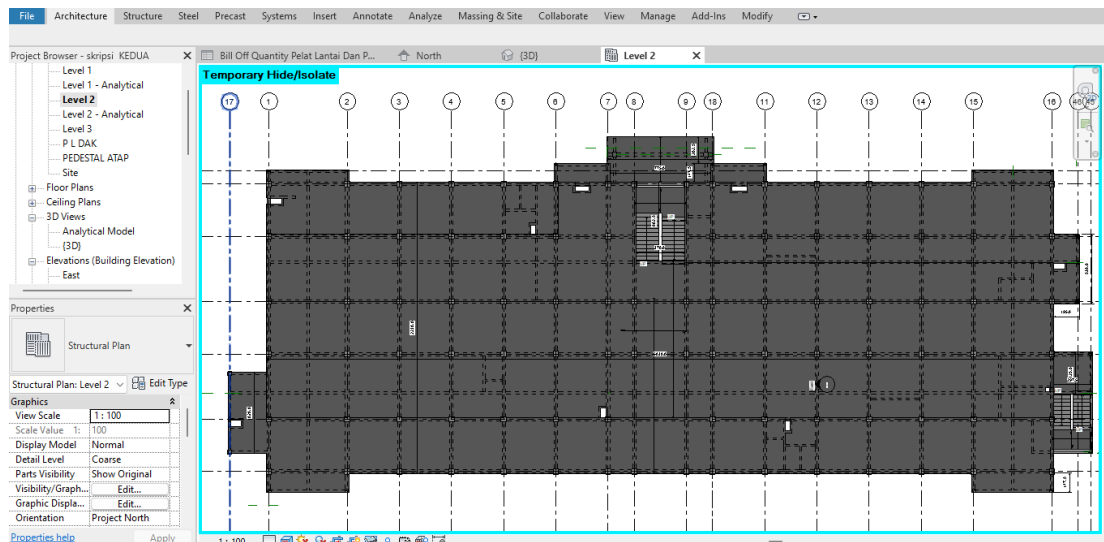 File Architecture Structure Steel Precast Systems Insert Annotate Analyze Massing & Site Collaborate View Manage Add-Ins Modify
Project Browser - skripsi KEDUA X
Bill Off Quantity Pelat Lantai Dan P... North {3D} Level 2 X
Level 1
Level 1 - Analytical
Level 2
Level 2 - Analytical
Level 3
P L DAK
PEDESTAL ATAP
Site
Floor Plans
Ceiling Plans
3D Views
Analytical Model
{3D}
Elevations (Building Elevation)
East
Properties X
Structural Plan
Structural Plan: Level 2 Edit Type
Graphics
View Scale 1 : 100
Scale Value 1: 100
Display Model Normal
Detail Level Coarse
Parts Visibility Show Original
Visibility/Graph... Edit...
Graphic Displa... Edit...
Orientation Project North
Properties help Apply
Temporary Hide/Isolate
17 1 2 3 4 5 6 7 8 9 18 11 12 13 14 15 16
1 : 100